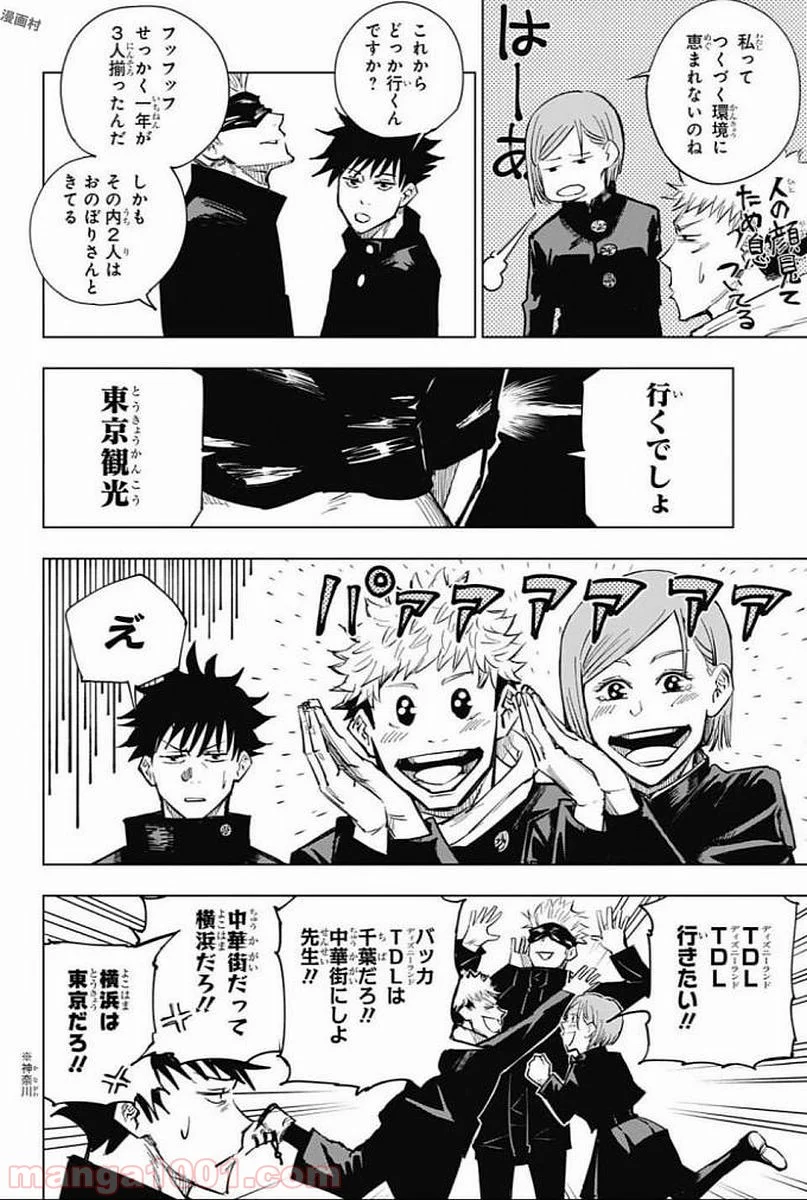 漫画村
私って
つくづく環境に
恵まれないのね
はーあ
人の顔見て
ため息
ついてる
これから
どっか行くん
ですか?
フッフッフ
せっかく一年が
3人揃ったんだ
しかも
その内2人は
おのぼりさんと
きてる
行くでしょ
東京観光
パァアアアアア
え゛
TDL
TDL
行きたい!!
バッカ
TDLは
千葉だろ!!
中華街にしよ
先生!!
中華街だって
横浜だろ!!
横浜は
東京だろ!!
※神奈川
manga1001.com